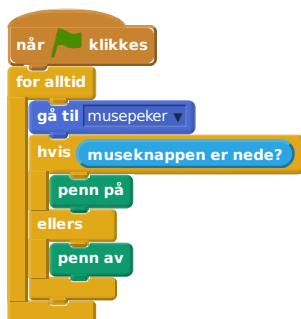 når klikkes
for alltid
gå til musepeker
hvis museknappen er nede?
penn på
ellers
penn av